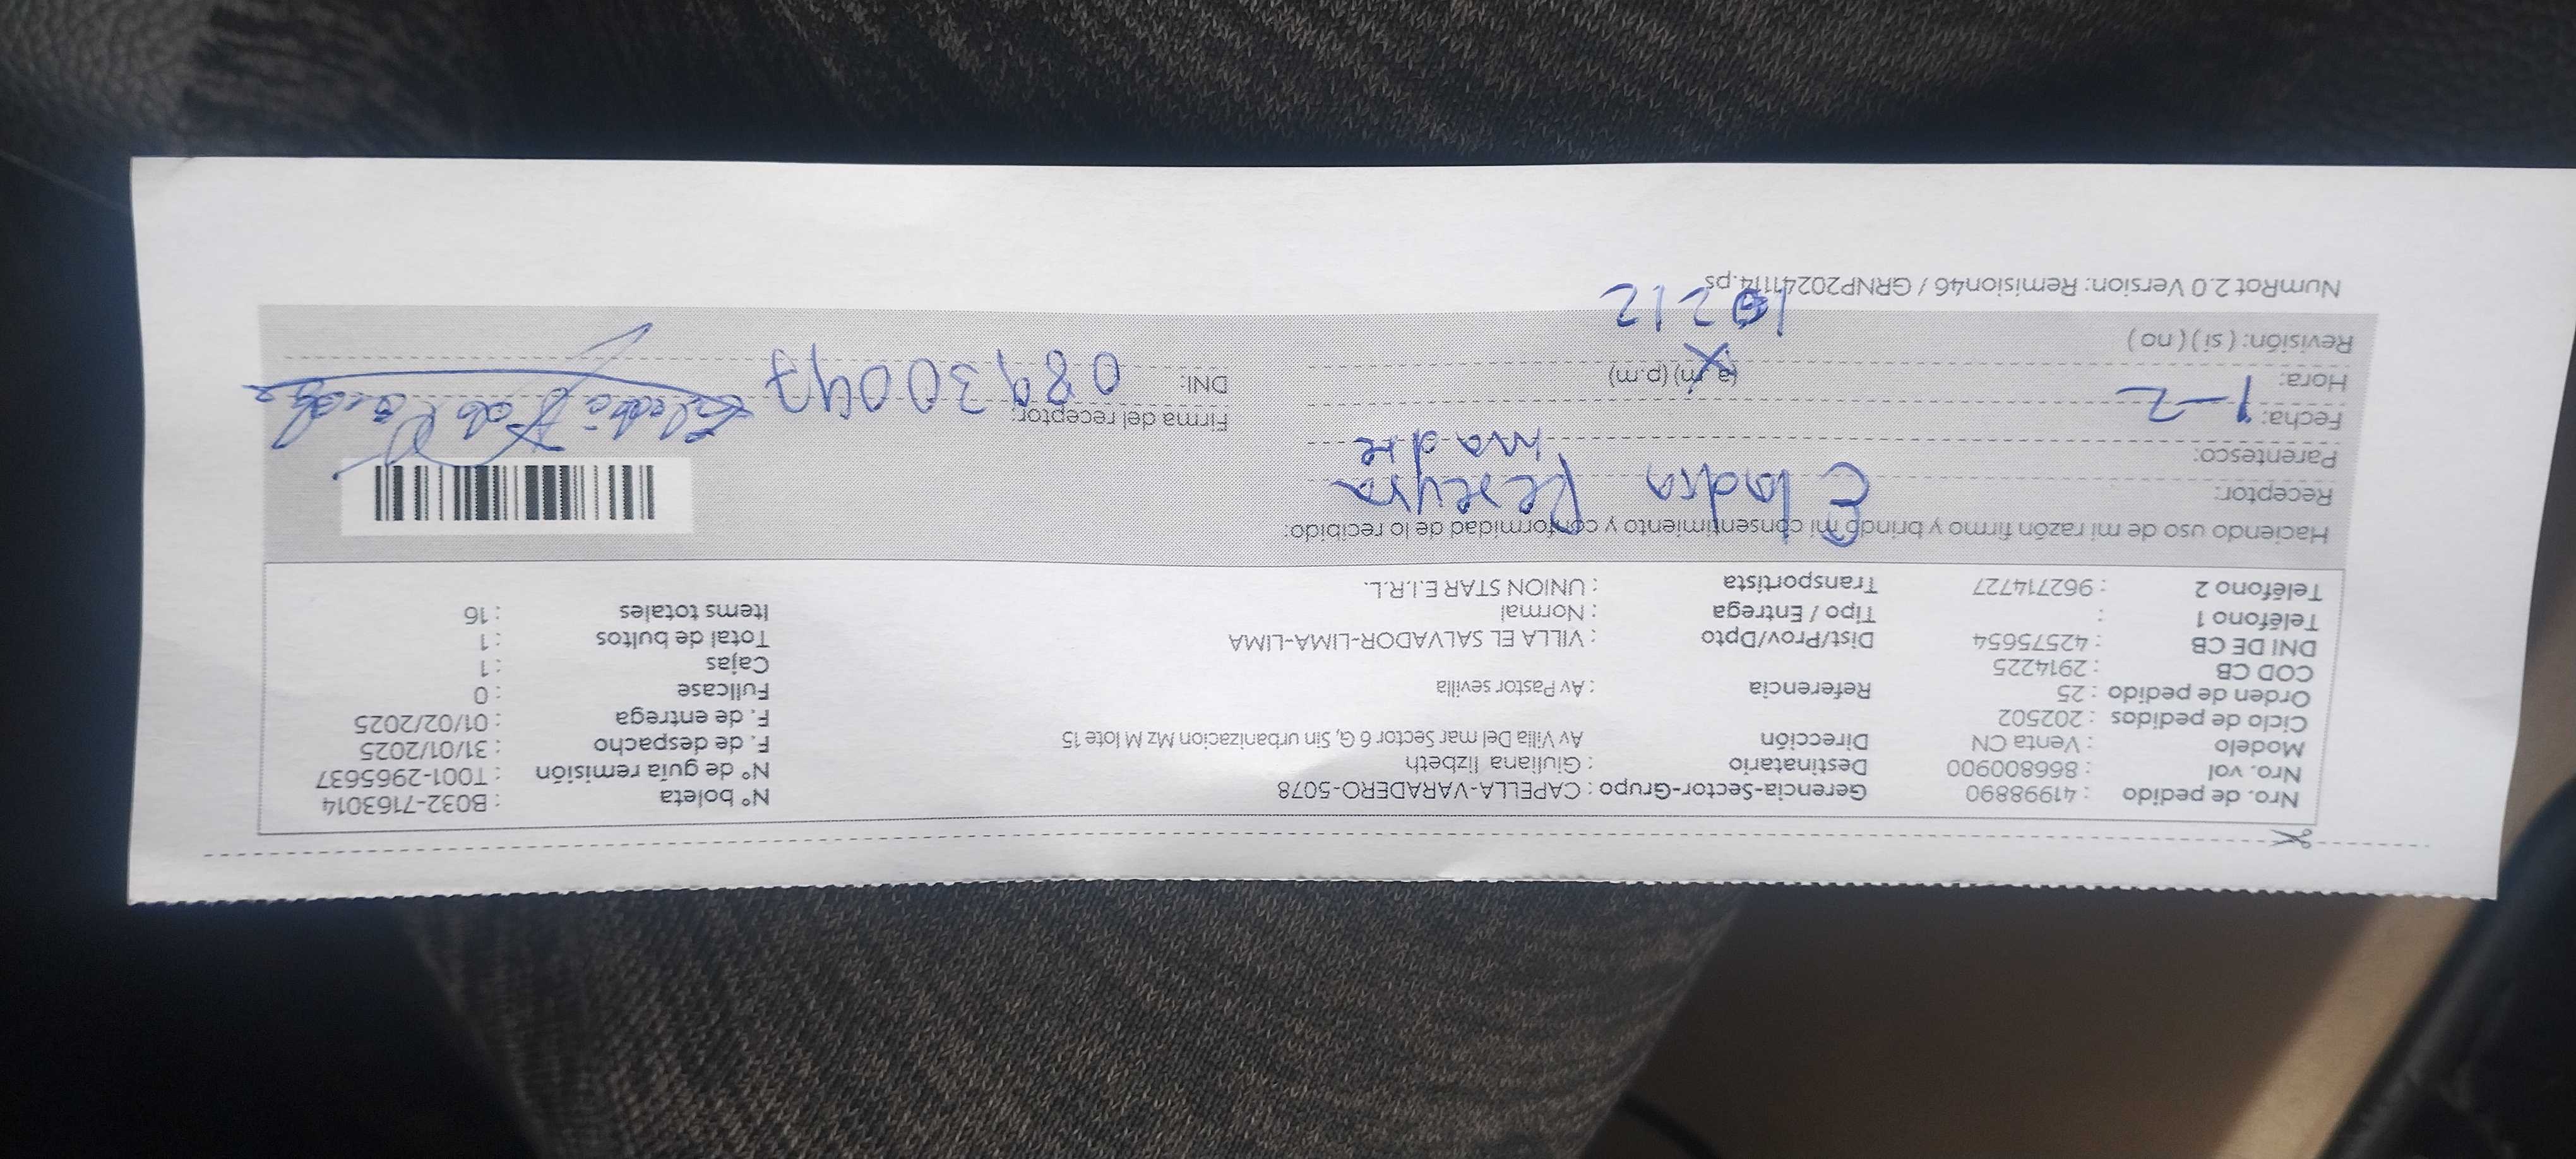 Nro. de pedido : 41998890 Gerencia-Sector-Grupo : CAPELLA-VARADERO-5078 N° boleta : B032-7163014
Nro. vol : 866800900 Destinatario : Giuliana lizbeth N° de guía remisión : T001-2965637
Modelo : Venta CN Dirección Av Villa Del mar Sector 6 G, Sin urbanizacion Mz M lote 15 F. de despacho : 31/01/2025
Ciclo de pedidos : 202502 F. de entrega : 01/02/2025
Orden de pedido : 25 Referencia : Av Pastor sevilla Fullcase : 0
COD CB : 2914225 Cajas : 1
DNI DE CB : 42575654 Dist/Prov/Dpto : VILLA EL SALVADOR-LIMA-LIMA Total de bultos : 1
Teléfono 1 : Tipo / Entrega : Normal Items totales : 16
Teléfono 2 : 962714727 Transportista : UNION STAR E.I.R.L.
Haciendo uso de mi razón firmo y brindo mi consentimiento y conformidad de lo recibido:
Receptor: Eladia
Parentesco: madre
Fecha: 1-2 Firma del receptor:
Hora: (a.m) (p.m) DNI:
Revisión: ( si ) ( no )
NumRot 2.0 Version: Remision46 / GRNP20241114.ps